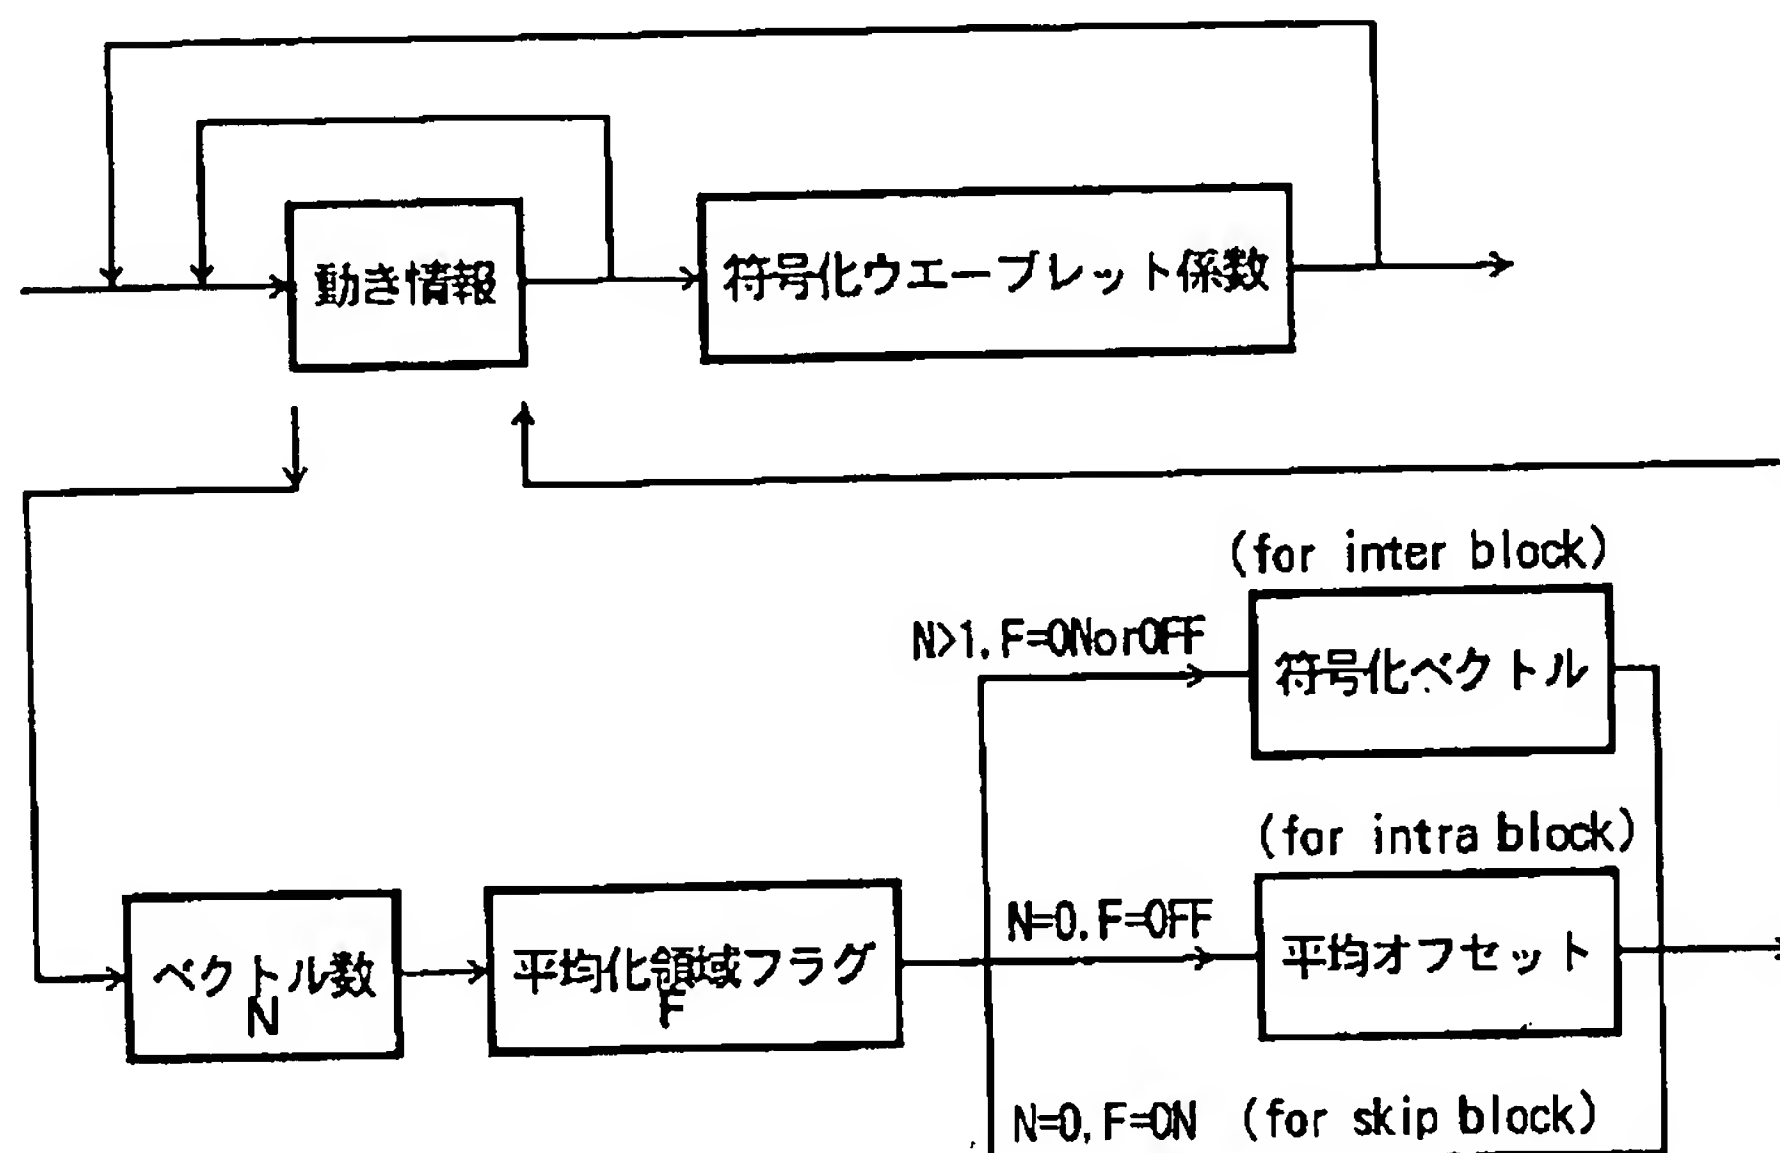 動き情報
符号化ウエーブレット係数
(for inter block)
N>1, F=ONorOFF
符号化ベクトル
(for intra block)
N=0, F=OFF
平均オフセット
ベクトル数
N
平均化領域フラグ
F
N=0, F=ON (for skip block)